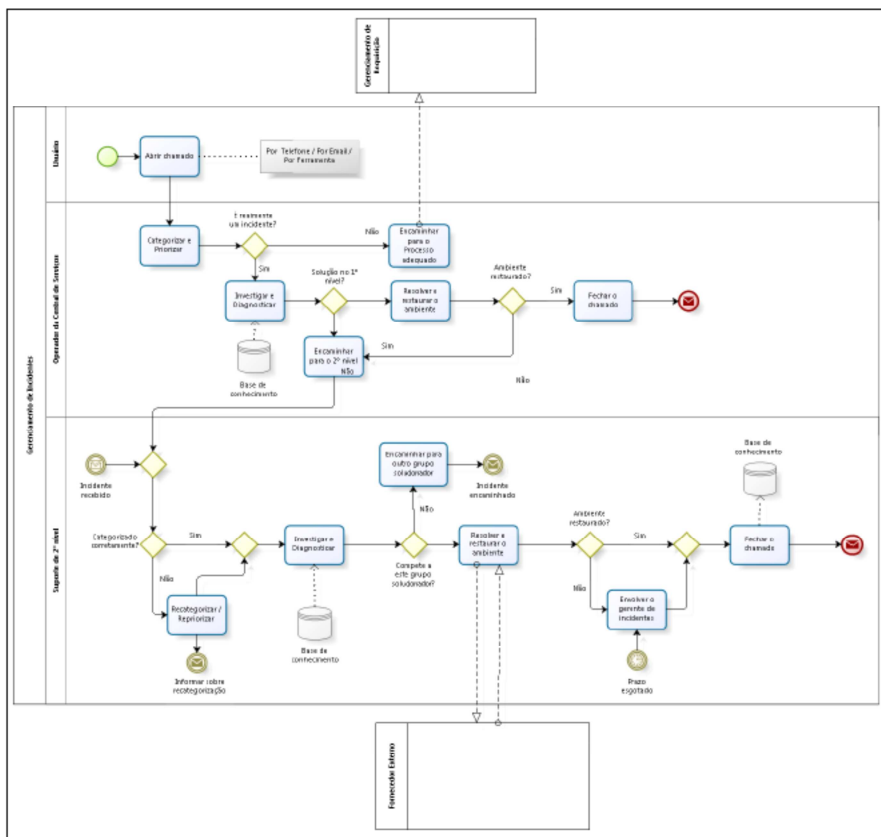 Gerenciamento de
Requisição
Gerenciamento de Incidentes
Usuário
Abrir chamado
Por Telefone / Por Email /
Por Ferramenta
Operador da Central de Serviços
Categorizar e
Priorizar
É realmente
um incidente?
Não
Encaminhar
para o
Processo
adequado
Sim
Investigar e
Diagnosticar
Solução no 1º
nível?
Resolver e
restaurar o
ambiente
Ambiente
restaurado?
Sim
Fechar o
chamado
Base de
conhecimento
Encaminhar
para o 2º nível
Não
Sim
Não
Suporte de 2º nível
Incidente
recebido
Encaminhar para
outro grupo
solucionador
Incidente
encaminhado
Não
Categorizado
corretamente?
Sim
Não
Investigar e
Diagnosticar
Compete a
este grupo
solucionador?
Resolver e
restaurar o
ambiente
Ambiente
restaurado?
Sim
Não
Base de
conhecimento
Fechar o
chamado
Recategorizar /
Repriorizar
Informar sobre
recategorização
Base de
conhecimento
Envolver o
gerente de
incidentes
Prazo
esgotado
Fornecedor Externo